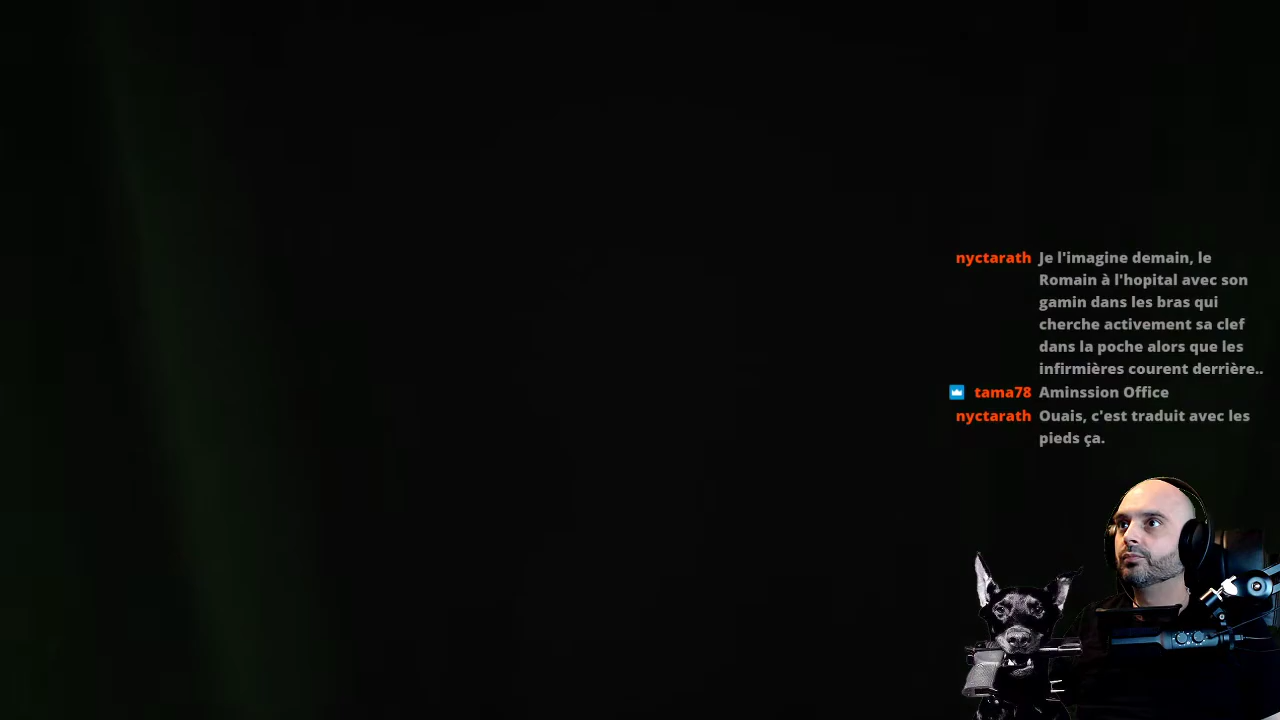 nyctarath Je l'imagine demain, le
Romain à l'hopital avec son
gamin dans les bras qui
cherche activement sa clef
dans la poche alors que les
infirmières courent derrière..
tama78 Aminssion Office
nyctarath Ouais, c'est traduit avec les
pieds ça.